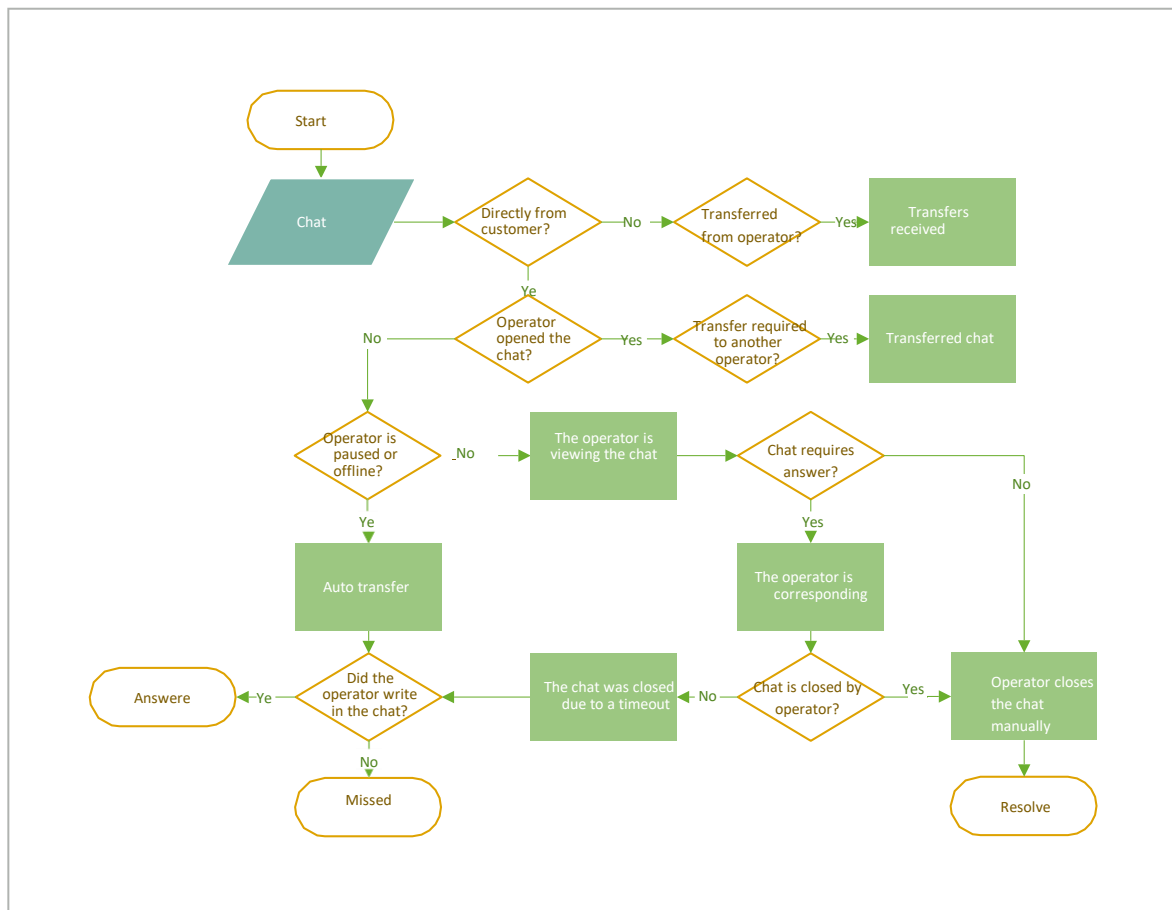 Start
Chat
Directly from
customer?
No
Transferred
from operator?
Yes
Transfers
received
Ye
No
Operator
opened the
chat?
Yes
Transfer required
to another
operator?
Yes
Transferred chat
Operator is
paused or
offline?
_No
The operator is
viewing the chat
Chat requires
answer?
No
Ye
Yes
Auto transfer
The operator is
corresponding
Answere
Ye
Did the
operator write
in the chat?
The chat was closed
due to a timeout
No
Chat is closed by
operator?
Yes
Operator closes
the chat
manually
No
Missed
Resolve